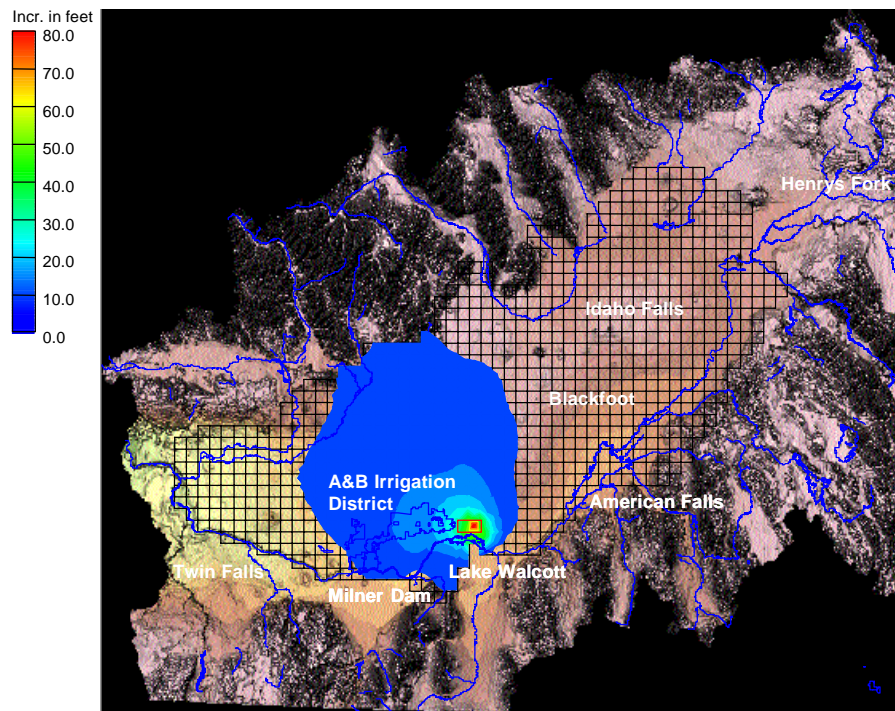 Incr. in feet
80.0
70.0
60.0
50.0
40.0
30.0
20.0
10.0
0.0
Henrys Fork
Idaho Falls
Blackfoot
A&B Irrigation
District
American Falls
Twin Falls
Lake Walcott
Milner Dam